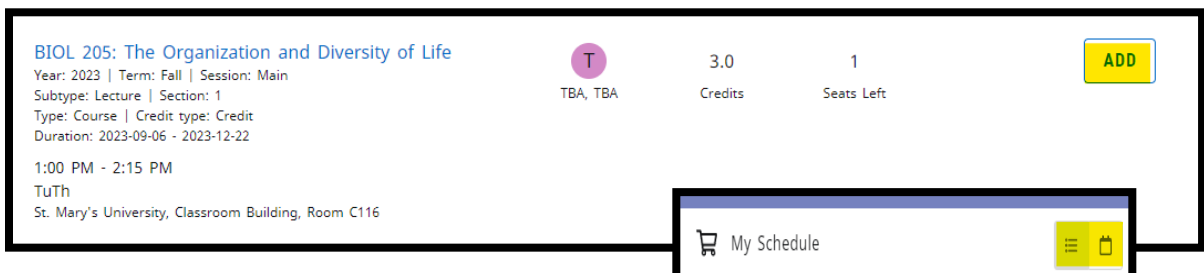 BIOL 205: The Organization and Diversity of Life
Year: 2023 | Term: Fall | Session: Main
Subtype: Lecture | Section: 1
Type: Course | Credit type: Credit
Duration: 2023-09-06 - 2023-12-22
1:00 PM - 2:15 PM
TuTh
St. Mary's University, Classroom Building, Room C116
T
TBA, TBA
3.0
Credits
1
Seats Left
ADD
My Schedule